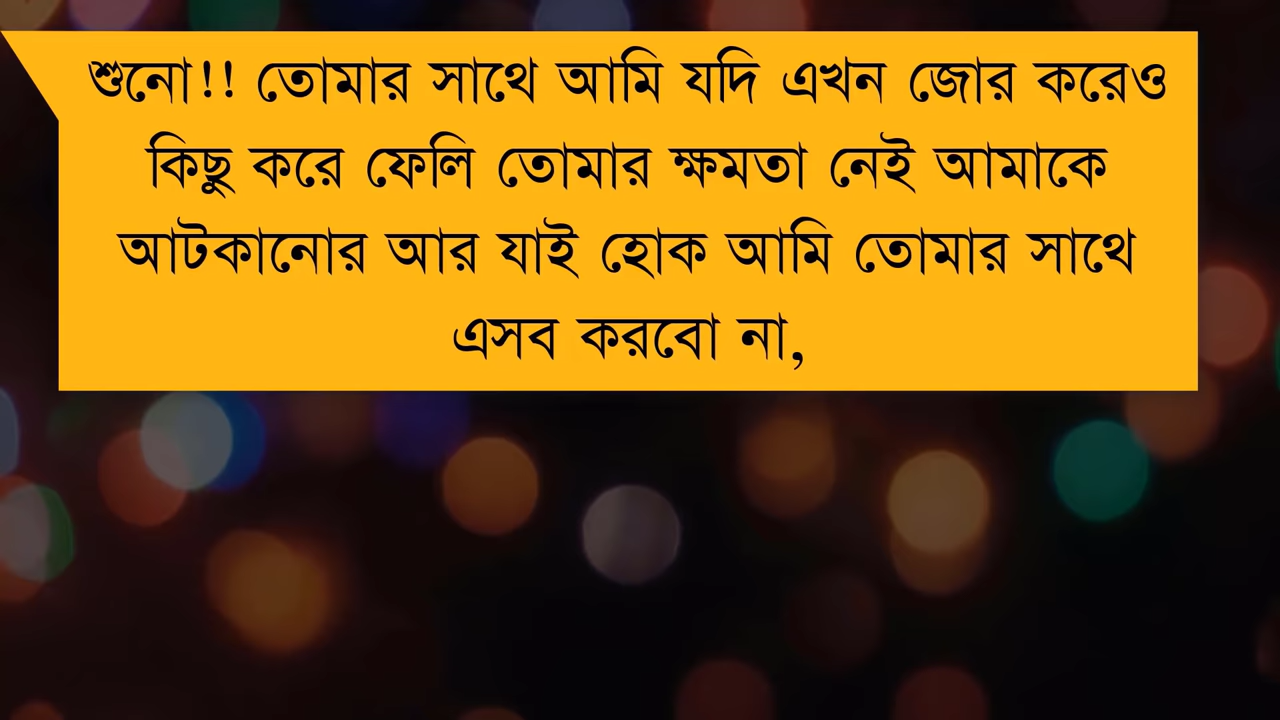 শুনো!! তোমার সাথে আমি যদি এখন জোর করেও
কিছু করে ফেলি তোমার ক্ষমতা নেই আমাকে
আটকানোর আর যাই হোক আমি তোমার সাথে
এসব করবো না,